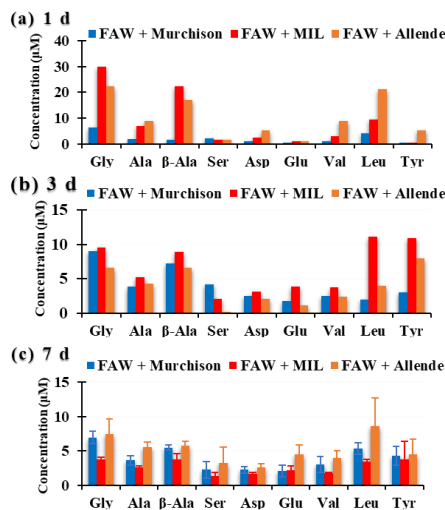 (a) 1 d
FAW + Murchison FAW + MIL FAW + Allende
Concentration (µM)
40
30
20
10
0
Gly Ala β-Ala Ser Asp Glu Val Leu Tyr
(b) 3 d
FAW + Murchison FAW + MIL FAW + Allende
Concentration (µM)
15
10
5
0
Gly Ala β-Ala Ser Asp Glu Val Leu Tyr
(c) 7 d
FAW + Murchison FAW + MIL FAW + Allende
Concentration (µM)
15
10
5
0
Gly Ala β-Ala Ser Asp Glu Val Leu Tyr